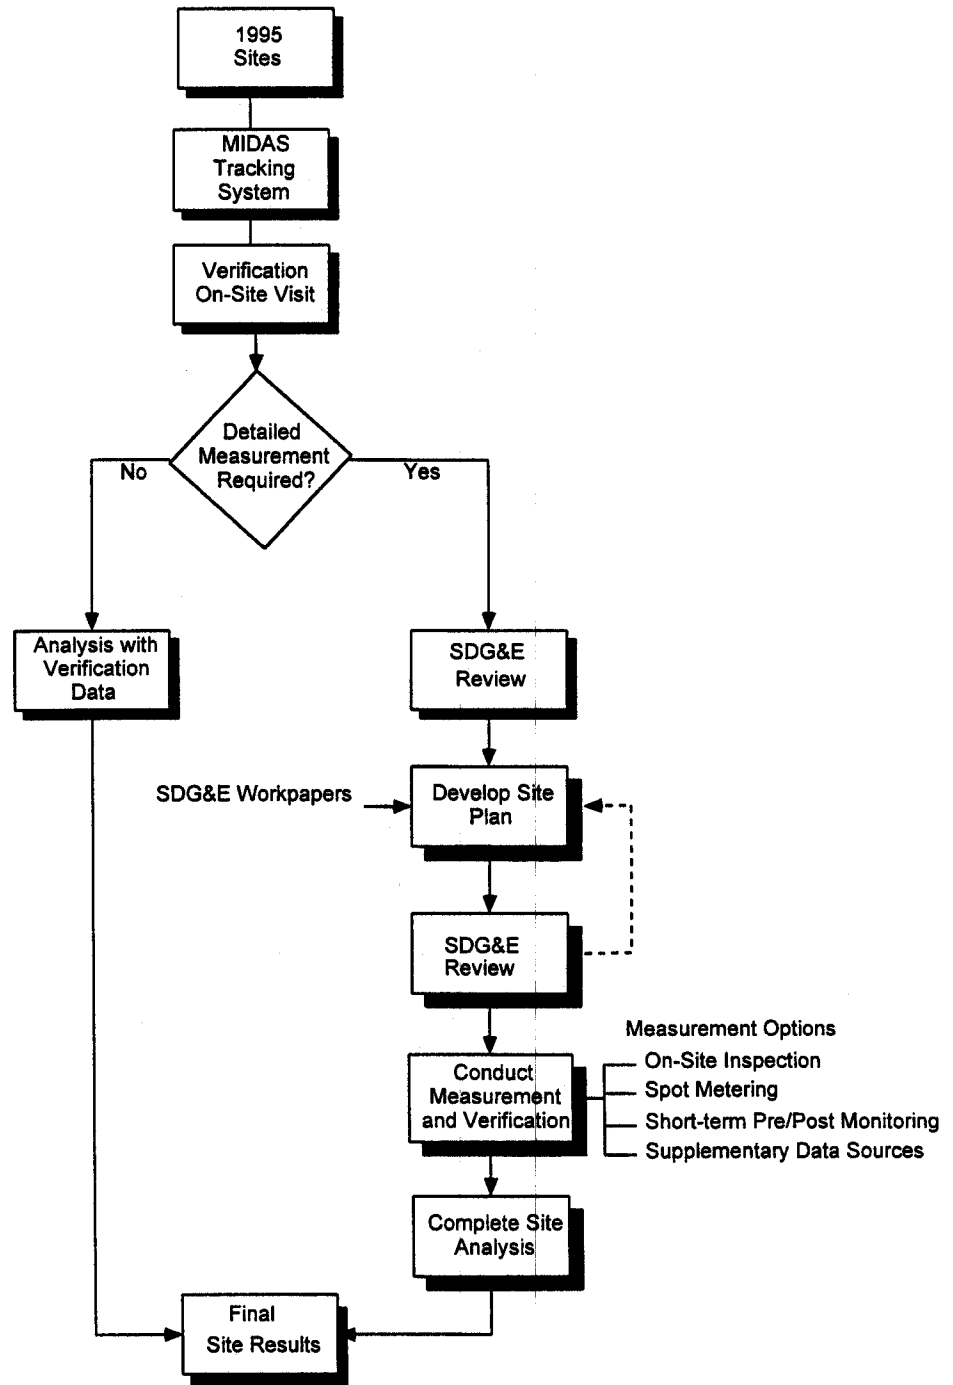 1995
Sites
MIDAS
Tracking
System
Verification
On-Site Visit
Detailed
Measurement
Required?
No
Yes
Analysis with
Verification
Data
SDG&E
Review
SDG&E Workpapers
Develop Site
Plan
SDG&E
Review
Measurement Options
On-Site Inspection
Spot Metering
Short-term Pre/Post Monitoring
Supplementary Data Sources
Conduct
Measurement
and Verification
Complete Site
Analysis
Final
Site Results